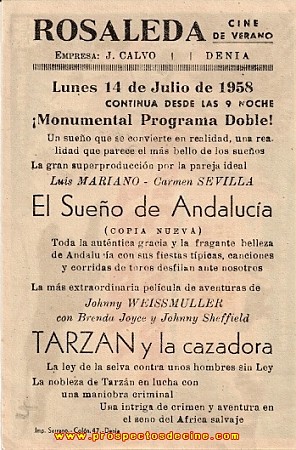 ROSALEDA CINE DE VERANO
EMPRESA: J. CALVO | | DENIA
Lunes 14 de Julio de 1958
CONTINUA DESDE LAS 9 NOCHE
¡Monumental Programa Doble!
Un sueño que se convierte en realidad, una rea-
lidad que parece el más bello de los sueños
La gran superproducción por la pareja ideal
Luis MARIANO - Carmen SEVILLA
El Sueño de Andalucía
(COPIA NUEVA)
Toda la auténtica gracia y la fragante belleza
de Andalucía con sus fiestas típicas, canciones
y corridas de toros desfilan ante nosotros
La más extraordinaria película de aventuras de
Johnny WEISSMULLER
con Brenda Joyce y Johnny Sheffield
TARZAN y la cazadora
La ley de la selva contra unos hombres sin Ley
La nobleza de Tarzán en lucha con
una maniobra criminal
Una intriga de crimen y aventura en
el seno del Africa salvaje
Imp. Serrano.-Colón, 47.-Denia
www.prospectosdecine.com